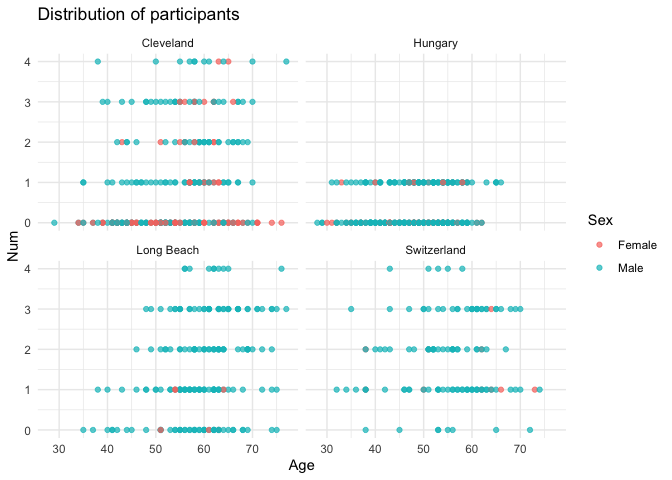 Distribution of participants
Cleveland
Hungary
4
3
2
1
0
Num
Long Beach
Switzerland
4
3
2
1
0
30 40 50 60 70
30 40 50 60 70
Age
Sex
Female
Male